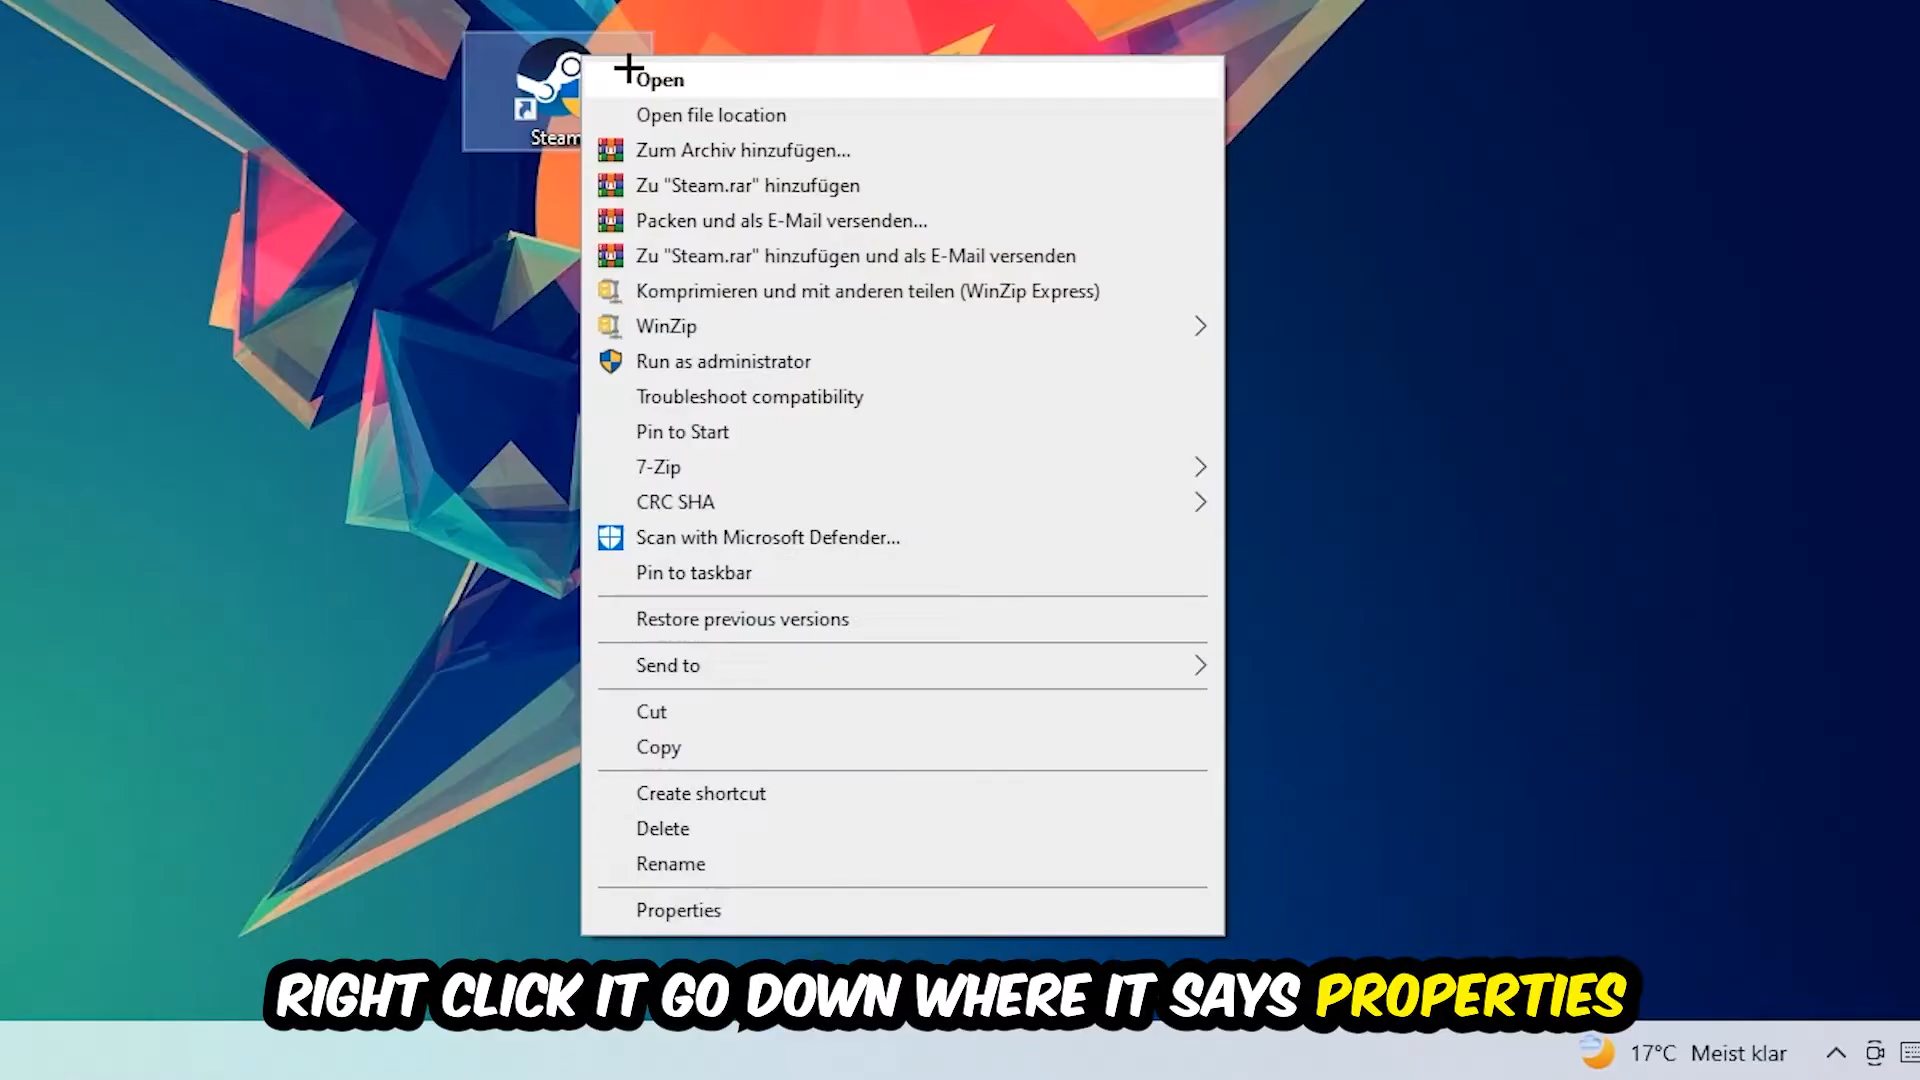 Steam
Open
Open file location
Zum Archiv hinzufügen...
Zu "Steam.rar" hinzufügen
Packen und als E-Mail versenden...
Zu "Steam.rar" hinzufügen und als E-Mail versenden
Komprimieren und mit anderen teilen (WinZip Express)
WinZip
Run as administrator
Troubleshoot compatibility
Pin to Start
7-Zip
CRC SHA
Scan with Microsoft Defender...
Pin to taskbar
Restore previous versions
Send to
Cut
Copy
Create shortcut
Delete
Rename
Properties
RIGHT CLICK IT GO DOWN WHERE IT SAYS PROPERTIES
17°C Meist klar